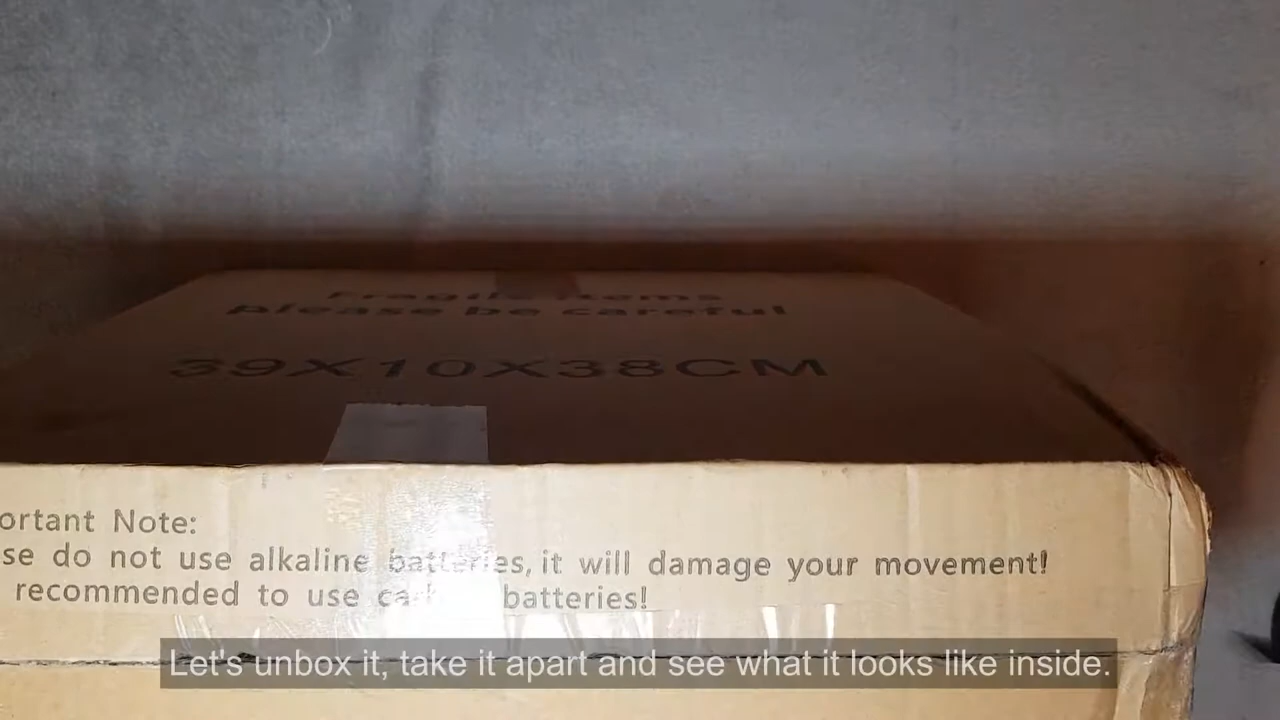 Fragile items
please be careful
39X10X38CM
ortant Note:
se do not use alkaline batteries, it will damage your movement!
recommended to use batteries!
Let's unbox it, take it apart and see what it looks like inside.